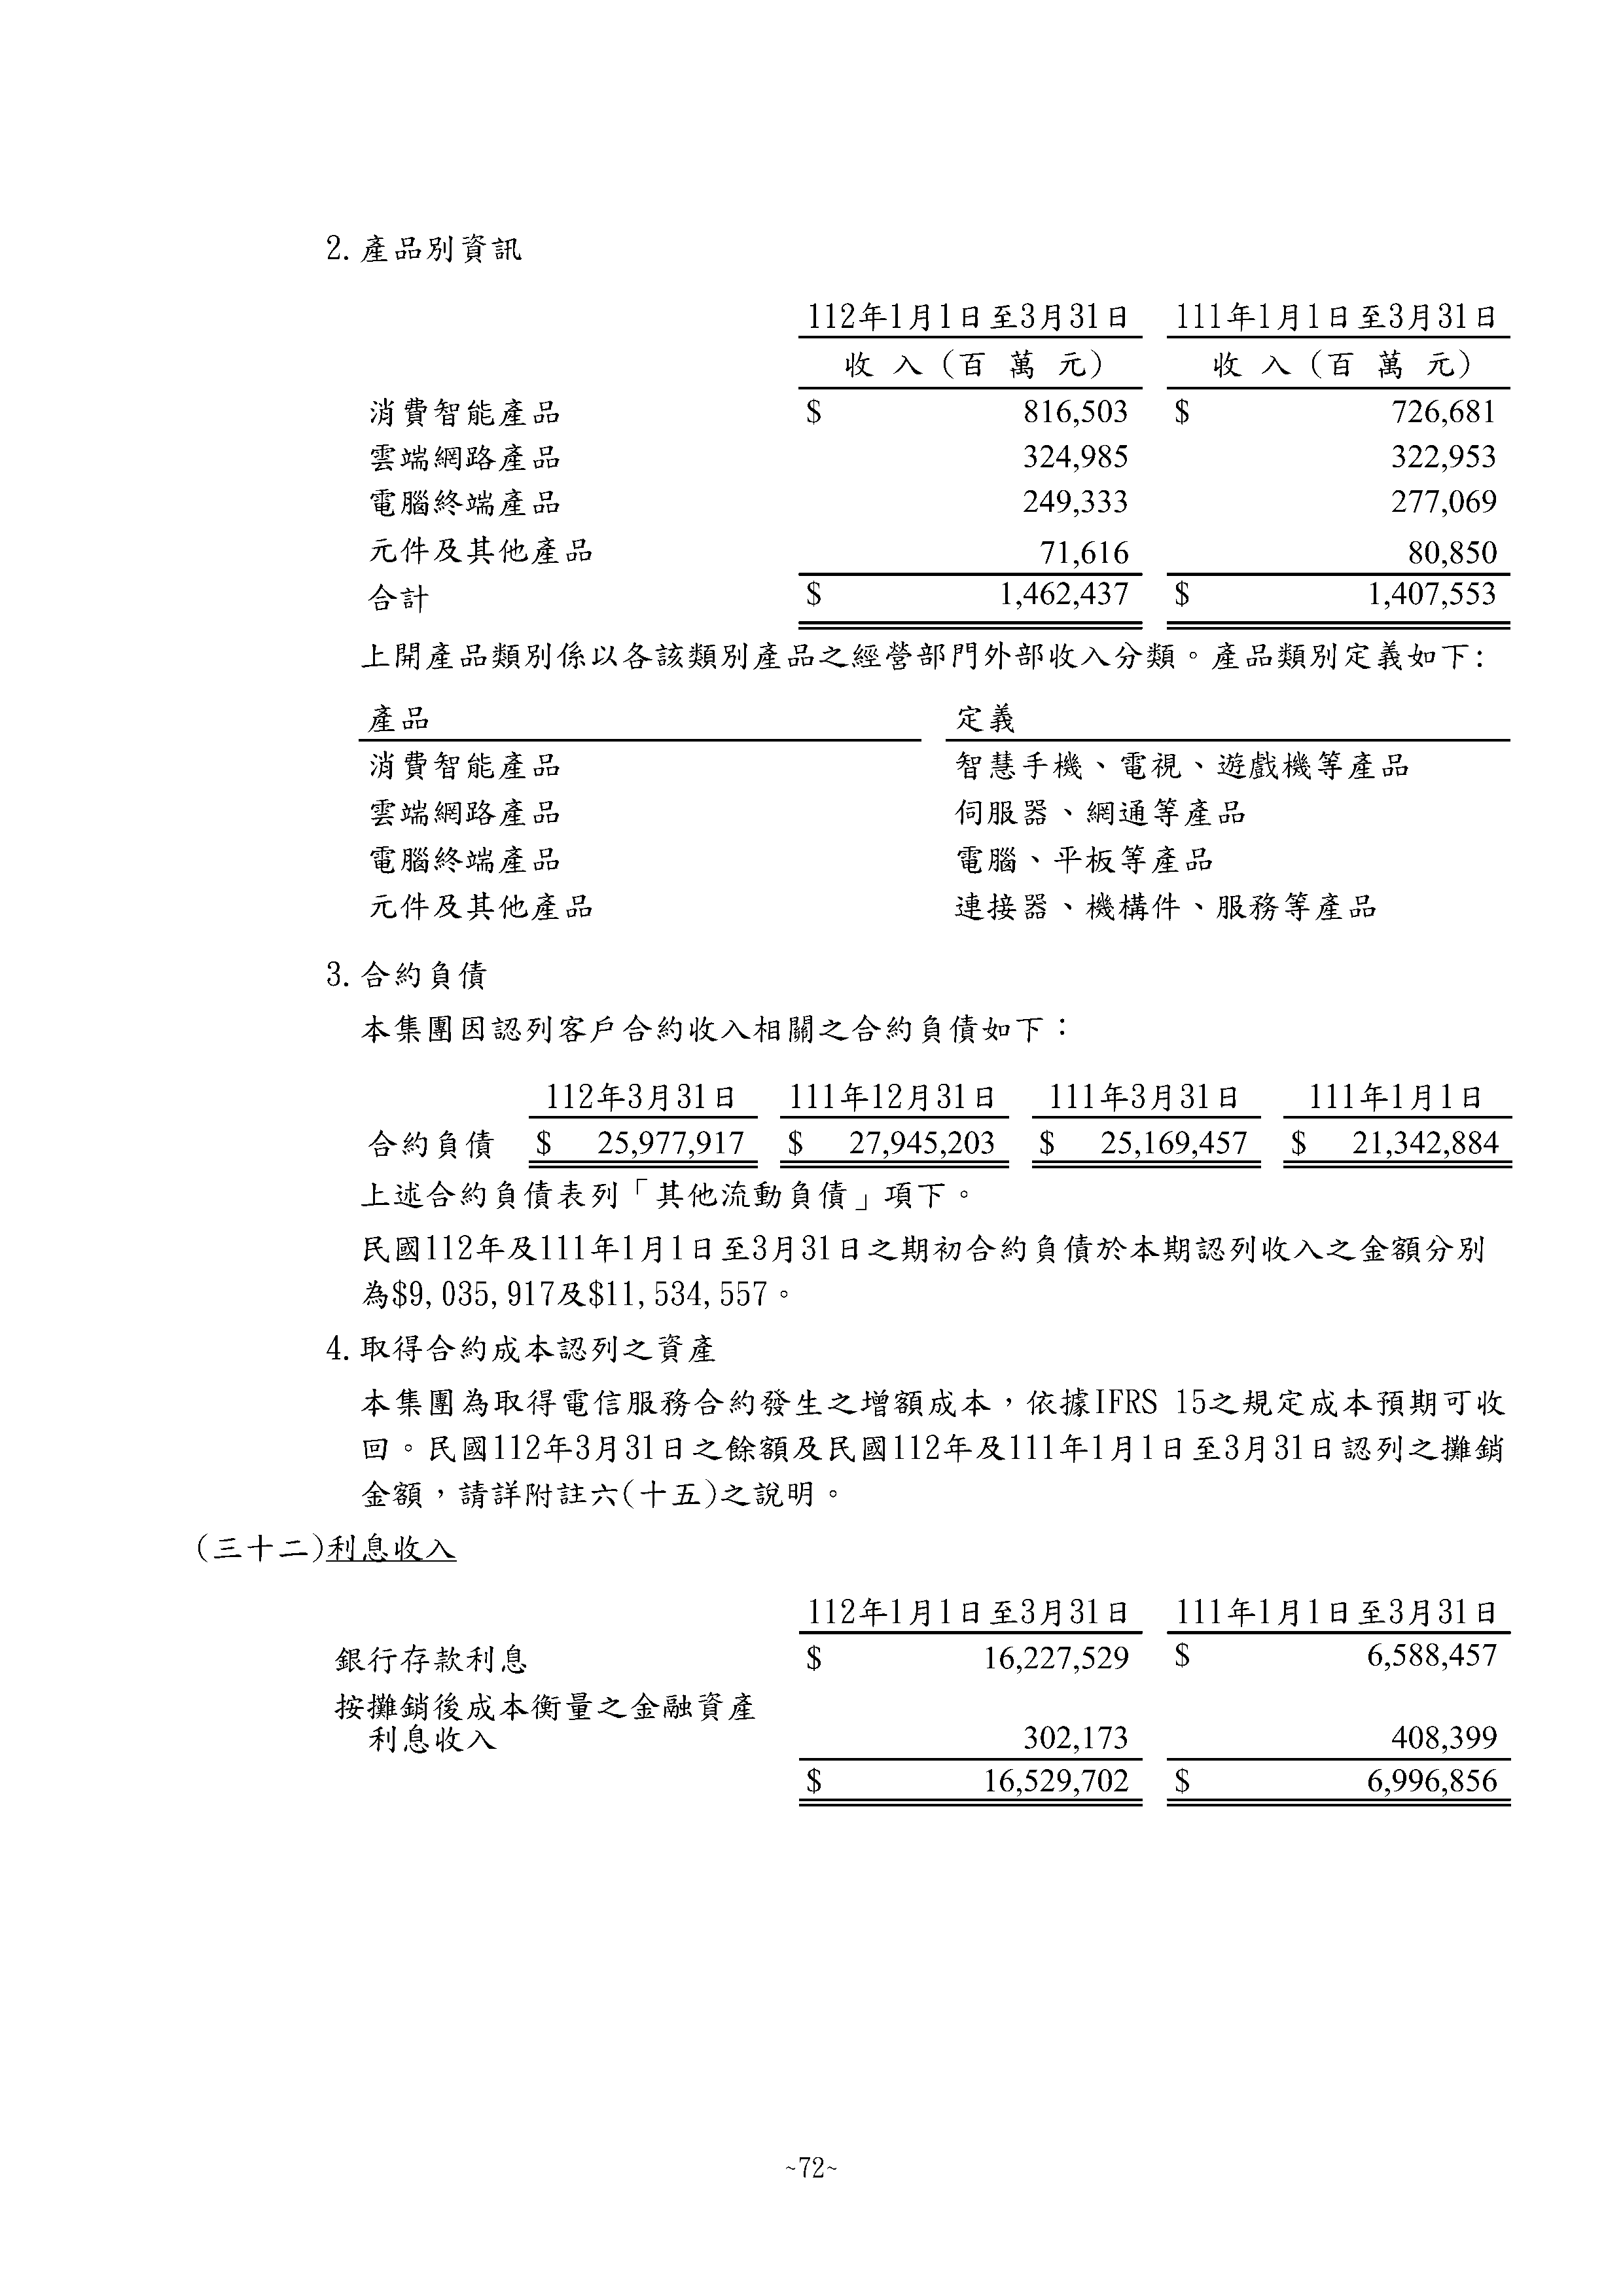 2.產品別資訊
112年1月1日至3月31日 111年1月1日至3月31日
收 入(百 萬 元) 收 入(百 萬 元)
消費智能產品 $ 816,503 $ 726,681
雲端網路產品 324,985 322,953
電腦終端產品 249,333 277,069
元件及其他產品 71,616 80,850
合計 $ 1,462,437 $ 1,407,553
上開產品類別係以各該類別產品之經營部門外部收入分類。產品類別定義如下:
產品 定義
消費智能產品 智慧手機、電視、遊戲機等產品
雲端網路產品 伺服器、網通等產品
電腦終端產品 電腦、平板等產品
元件及其他產品 連接器、機構件、服務等產品
3.合約負債
本集團因認列客戶合約收入相關之合約負債如下：
112年3月31日 111年12月31日 111年3月31日 111年1月1日
合約負債 $ 25,977,917 $ 27,945,203 $ 25,169,457 $ 21,342,884
上述合約負債表列「其他流動負債」項下。
民國112年及111年1月1日至3月31日之期初合約負債於本期認列收入之金額分別
為$9,035,917及$11,534,557。
4.取得合約成本認列之資產
本集團為取得電信服務合約發生之增額成本，依據IFRS 15之規定成本預期可收
回。民國112年3月31日之餘額及民國112年及111年1月1日至3月31日認列之攤銷
金額，請詳附註六(十五)之說明。
(三十二)利息收入
112年1月1日至3月31日 111年1月1日至3月31日
銀行存款利息 $ 16,227,529 $ 6,588,457
按攤銷後成本衡量之金融資產
利息收入 302,173 408,399
$ 16,529,702 $ 6,996,856
~72~